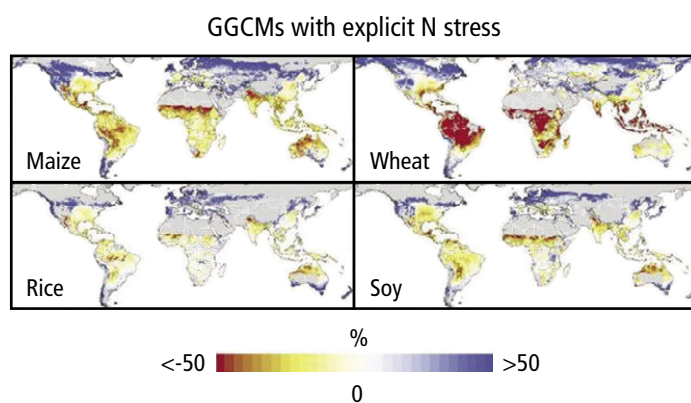 GGCMs with explicit N stress
Maize
Wheat
Rice
Soy
%
<-50
>50
0